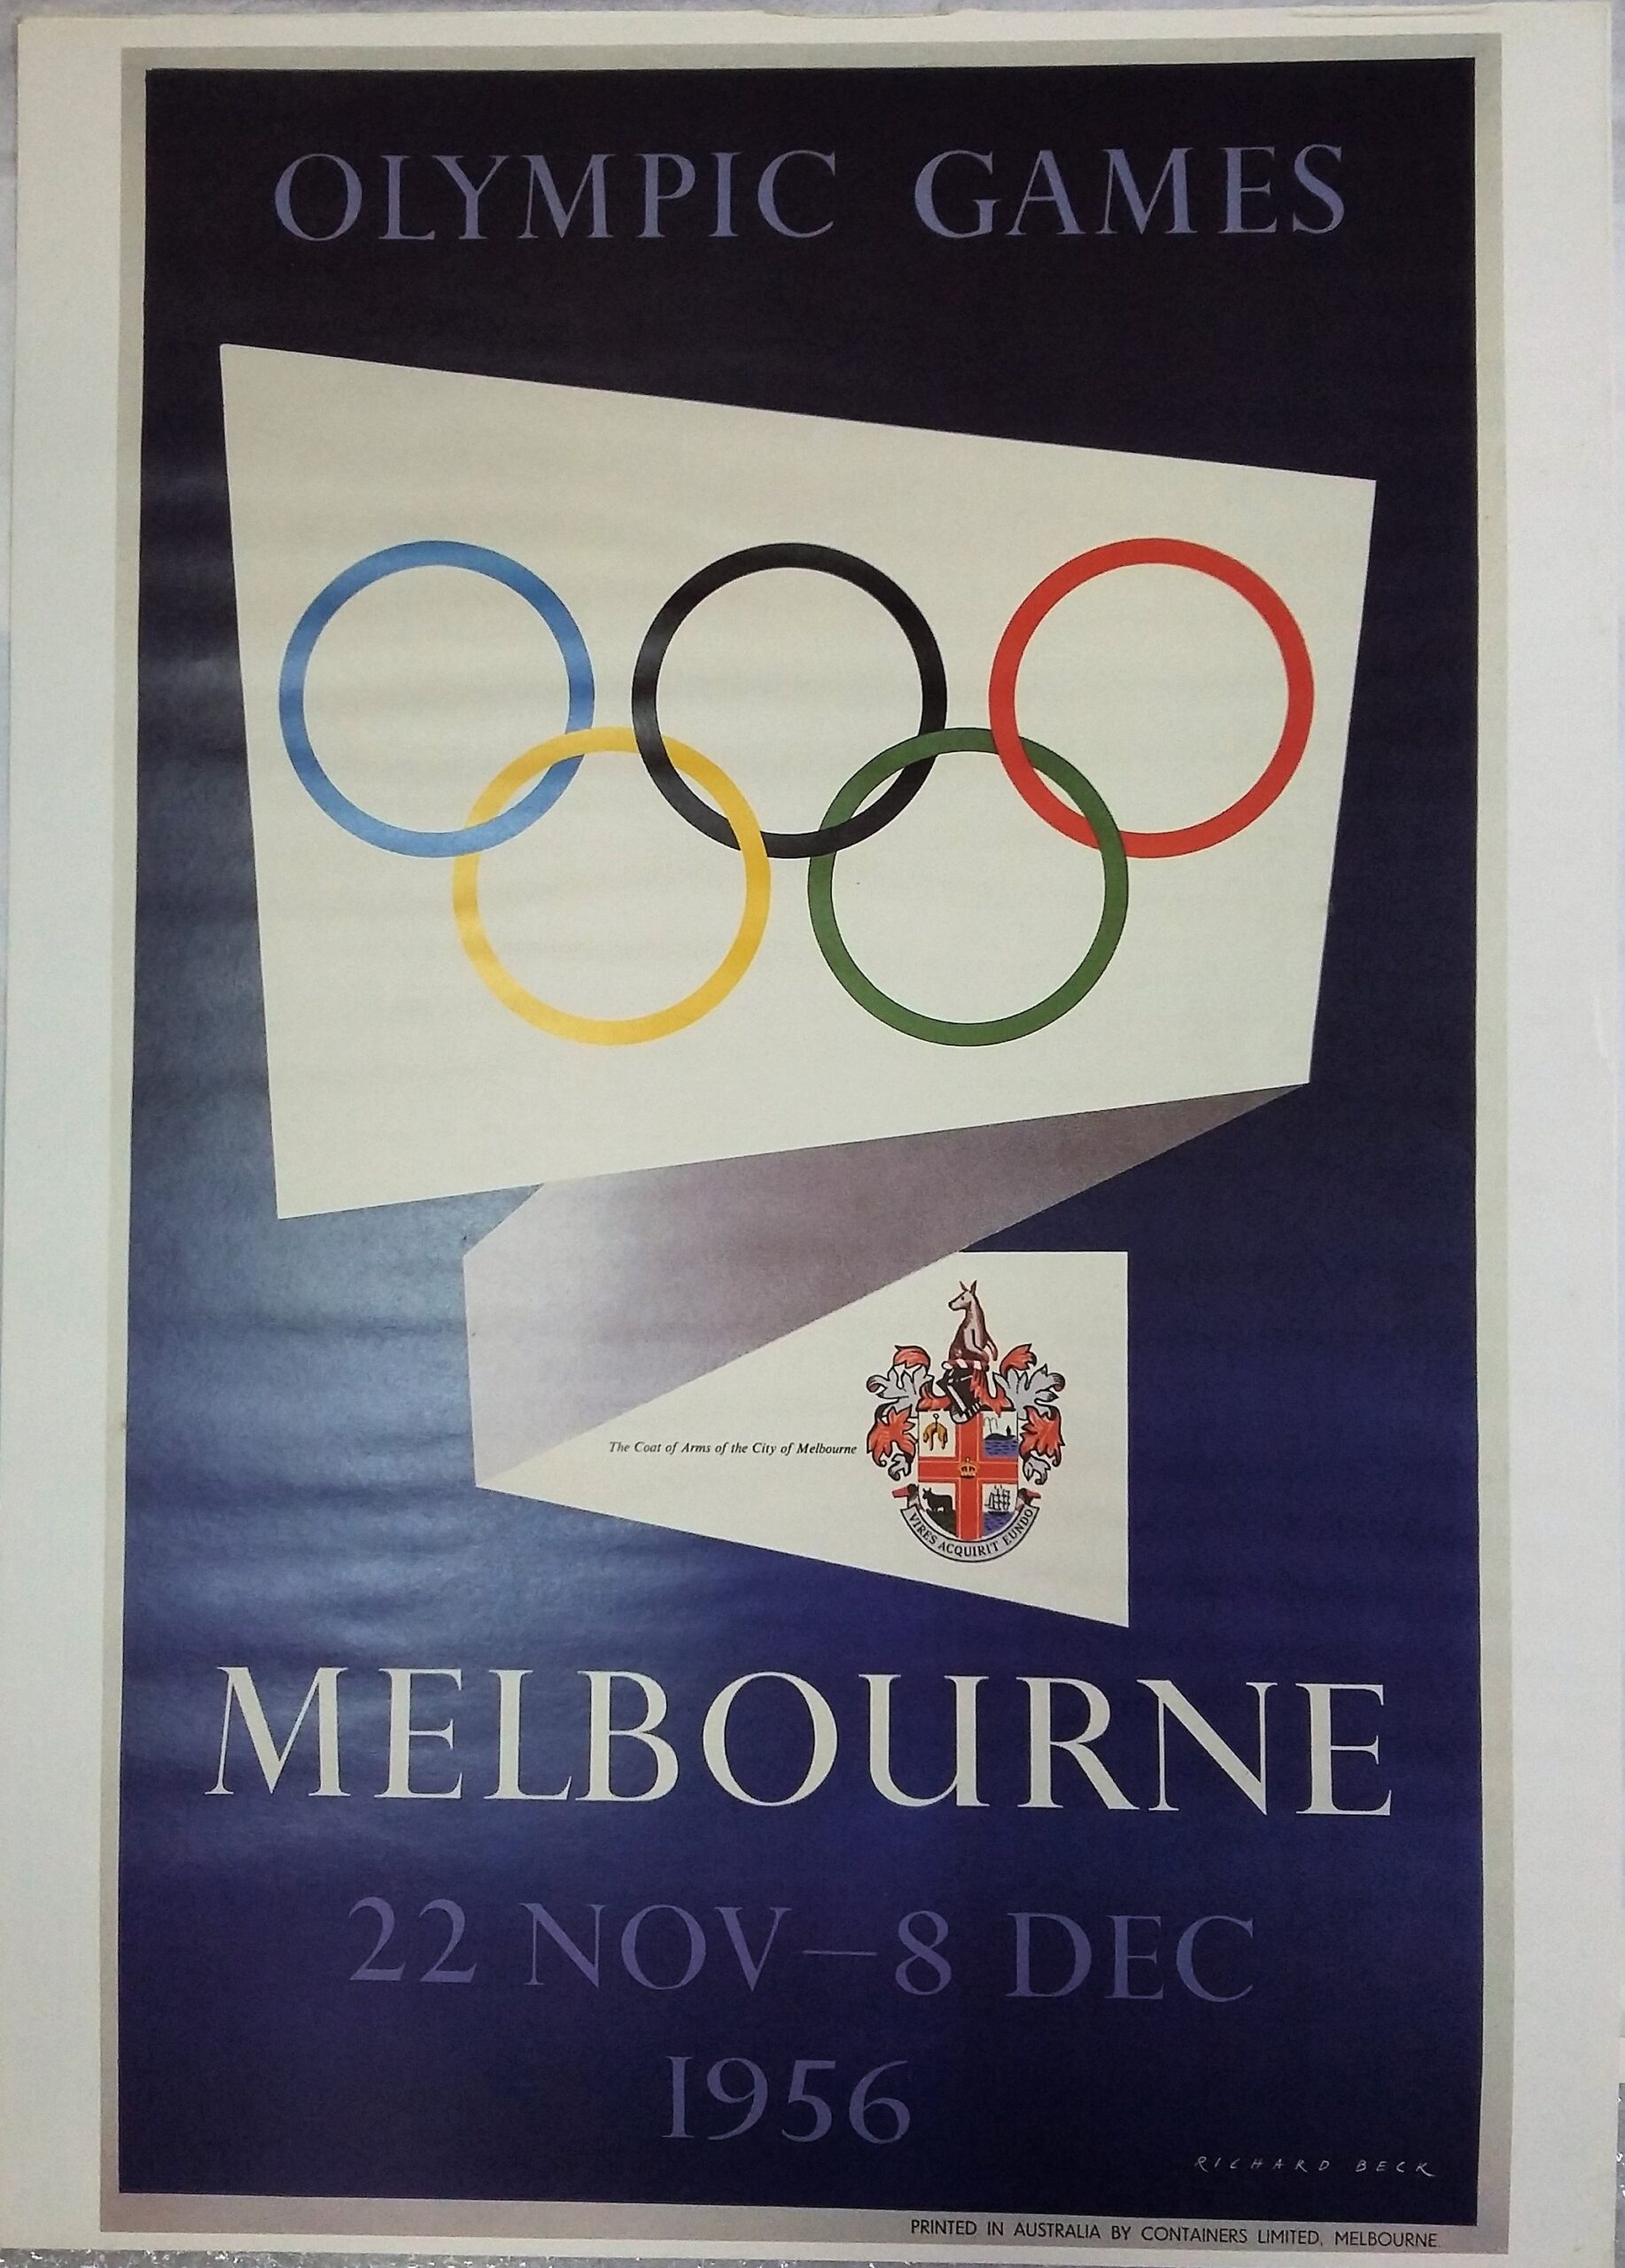 OLYMPIC GAMES
The Coat of Arms of the City of Melbourne
VIRES ACQUIRIT EUNDO
MELBOURNE
22 NOV—8 DEC
1956
RICHARD BECK
PRINTED IN AUSTRALIA BY CONTAINERS LIMITED, MELBOURNE.